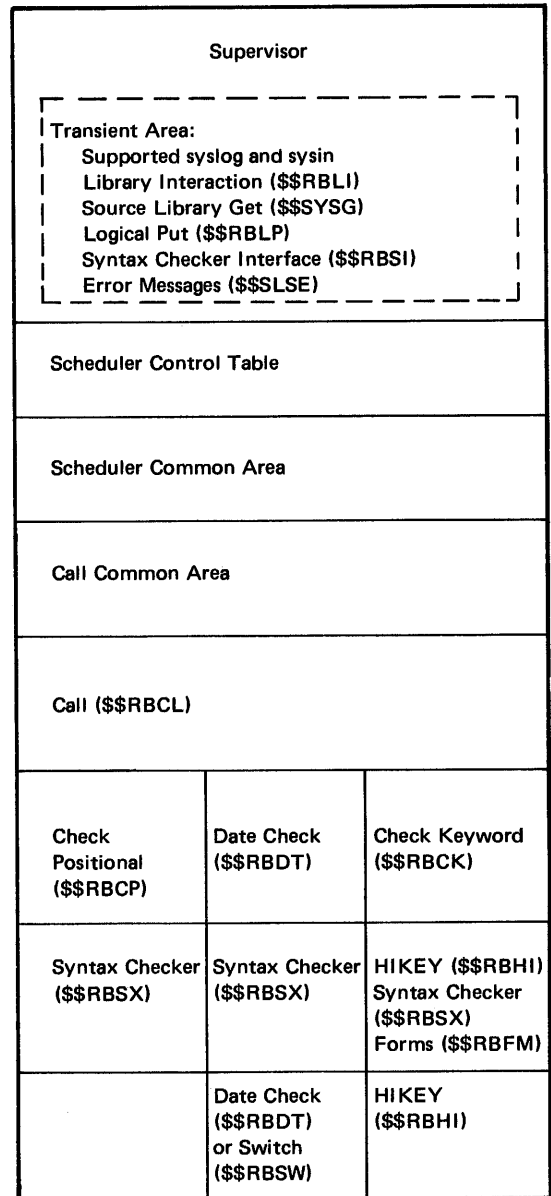 Supervisor
Transient Area:
Supported syslog and sysin
Library Interaction ($$RBLI)
Source Library Get ($$SYSG)
Logical Put ($$RBLP)
Syntax Checker Interface ($$RBSI)
Error Messages ($$SLSE)
Scheduler Control Table
Scheduler Common Area
Call Common Area
Call ($$RBCL)
Check
Positional
($$RBCP)
Date Check
($$RBDT)
Check Keyword
($$RBCK)
Syntax Checker
($$RBSX)
Syntax Checker
($$RBSX)
HIKEY ($$RBHI)
Syntax Checker
($$RBSX)
Forms ($$RBFM)
Date Check
($$RBDT)
or Switch
($$RBSW)
HIKEY
($$RBHI)